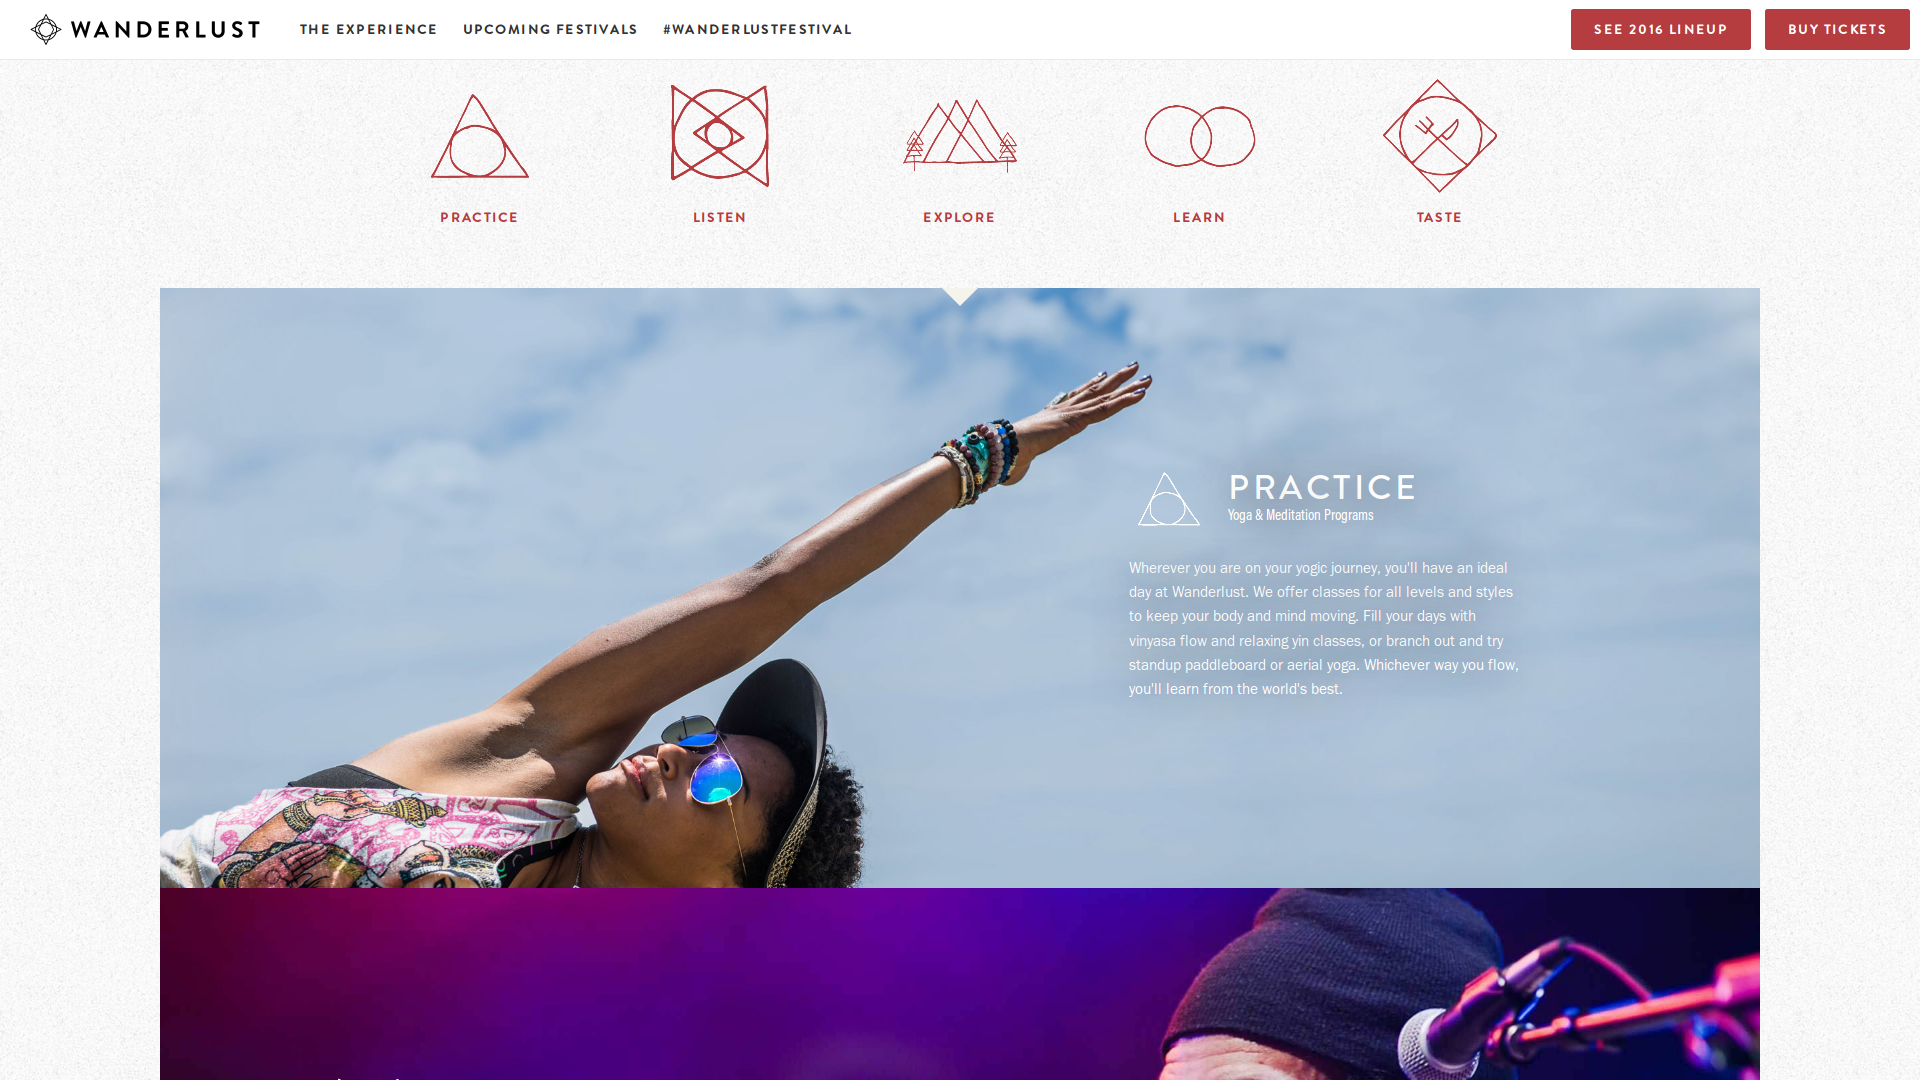 WANDERLUST
THE EXPERIENCE
UPCOMING FESTIVALS
#WANDERLUSTFESTIVAL
SEE 2016 LINEUP
BUY TICKETS
PRACTICE
LISTEN
EXPLORE
LEARN
TASTE
PRACTICE
Yoga & Meditation Programs
Wherever you are on your yogic journey, you'll have an ideal
day at Wanderlust. We offer classes for all levels and styles
to keep your body and mind moving. Fill your days with
vinyasa flow and relaxing yin classes, or branch out and try
standup paddleboard or aerial yoga. Whichever way you flow,
you'll learn from the world's best.